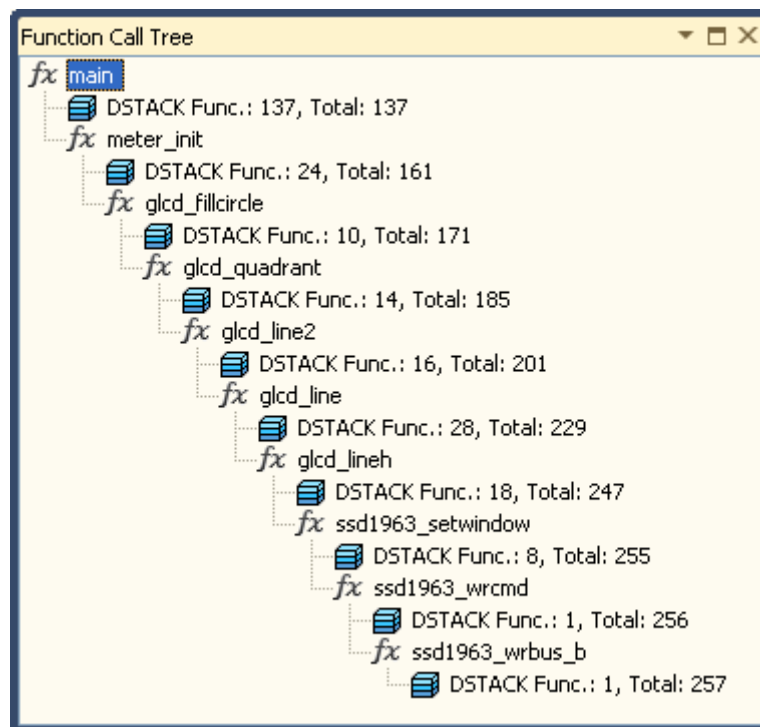 Function Call Tree
fx main
DSTACK Func.: 137, Total: 137
fx meter_init
DSTACK Func.: 24, Total: 161
fx glcd_fillcircle
DSTACK Func.: 10, Total: 171
fx glcd_quadrant
DSTACK Func.: 14, Total: 185
fx glcd_line2
DSTACK Func.: 16, Total: 201
fx glcd_line
DSTACK Func.: 28, Total: 229
fx glcd_lineh
DSTACK Func.: 18, Total: 247
fx ssd1963_setwindow
DSTACK Func.: 8, Total: 255
fx ssd1963_wrcmd
DSTACK Func.: 1, Total: 256
fx ssd1963_wrbus_b
DSTACK Func.: 1, Total: 257